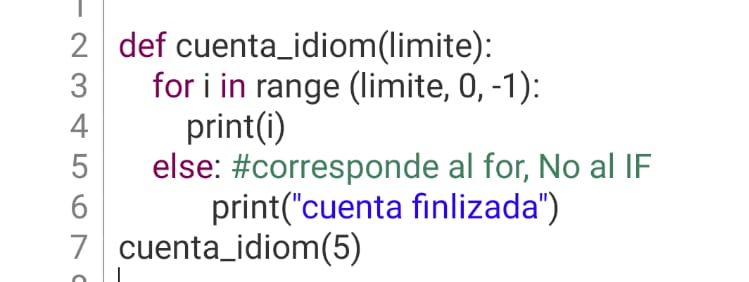 2 def cuenta_idiom(limite):
3 for i in range (limite, 0, -1):
4 print(i)
5 else: #corresponde al for, No al IF
6 print("cuenta finlizada")
7 cuenta_idiom(5)